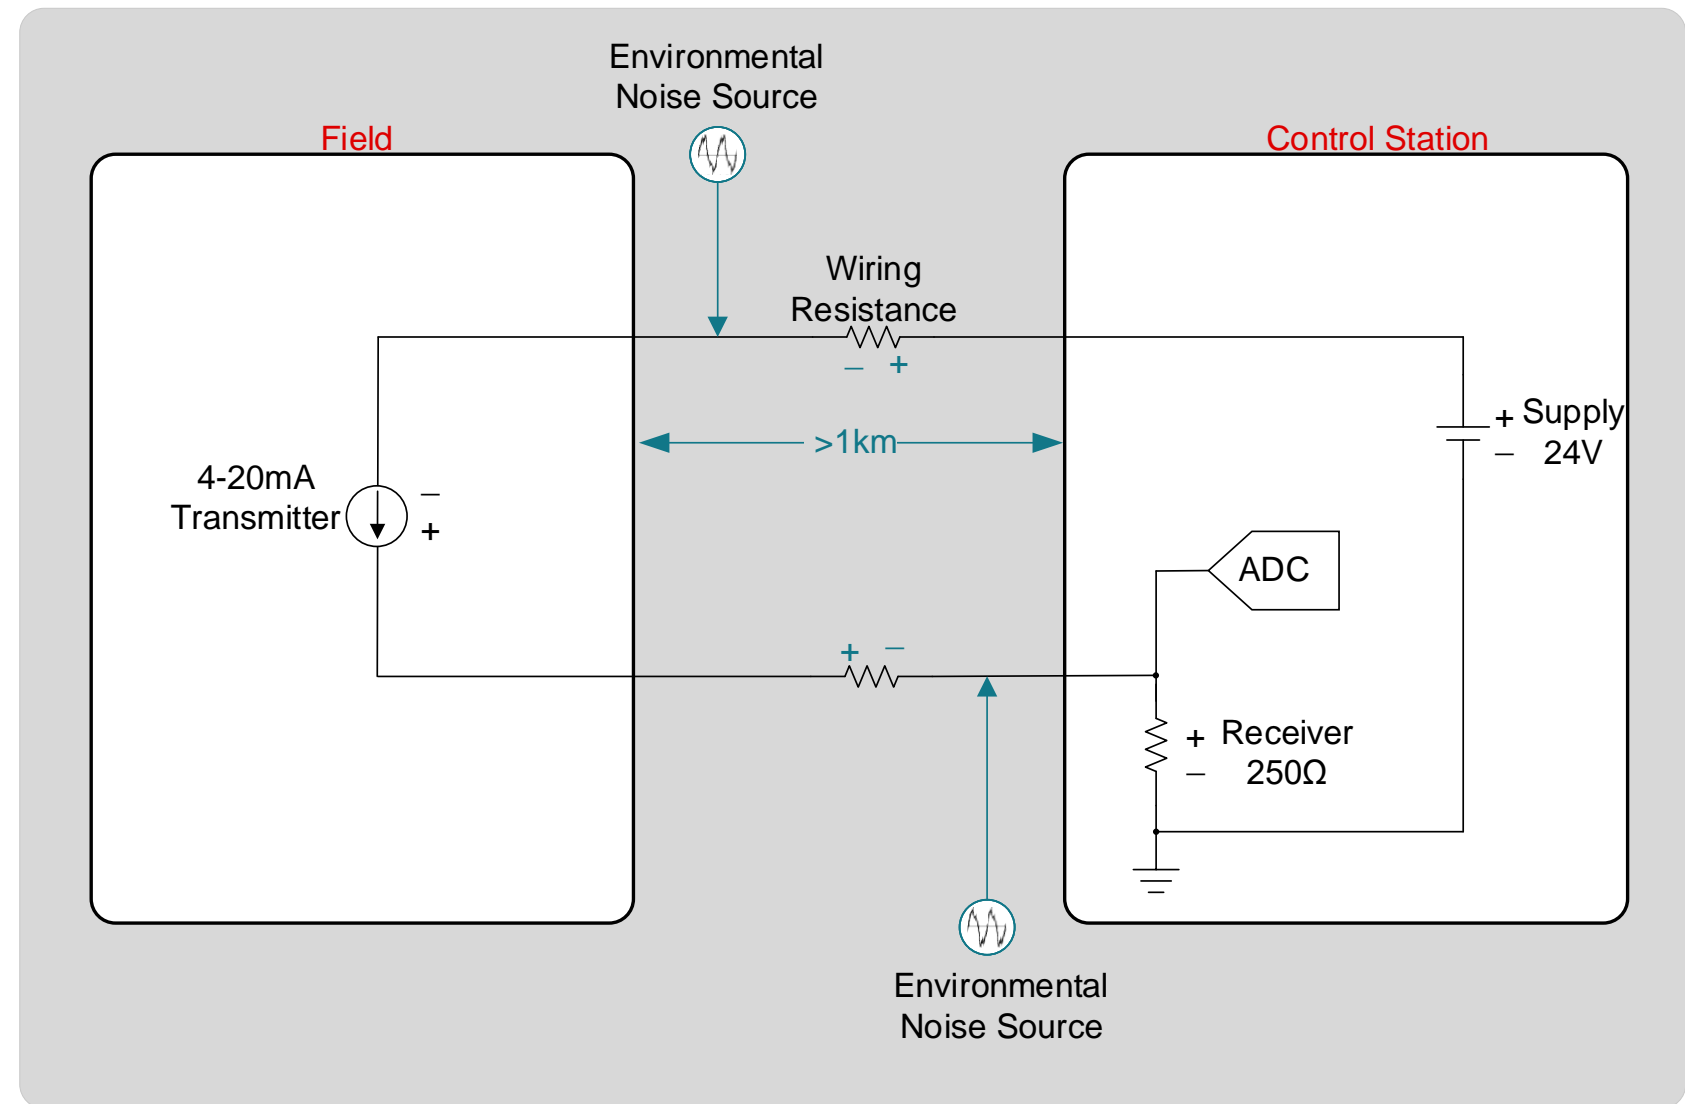 Environmental
Noise Source
Field
Control Station
Wiring
Resistance
− +
+ Supply
− 24V
>1km
4-20mA
Transmitter
−
+
ADC
+ −
+ Receiver
− 250Ω
Environmental
Noise Source